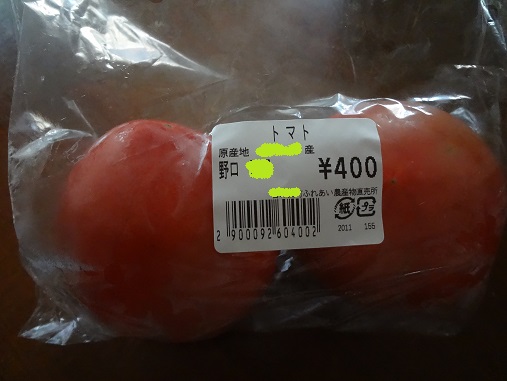 トマト
原産地 産
野口
¥400
ふれあい農産物直売所
紙 プラ
2 900092 604002
2011 155